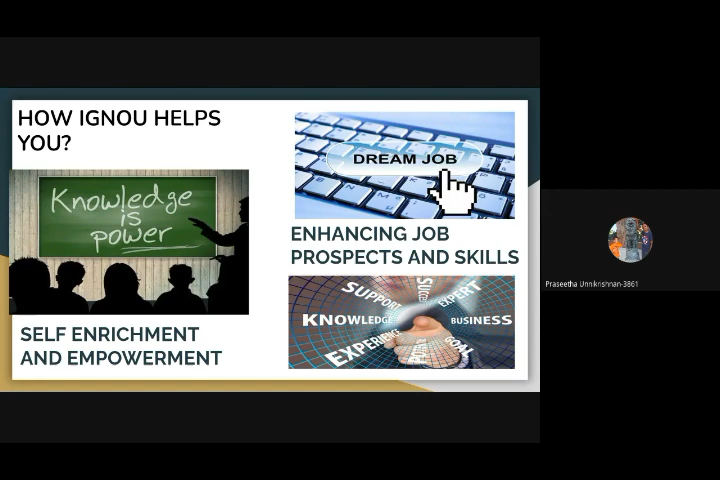 HOW IGNOU HELPS
YOU?
Knowledge
is
power
SELF ENRICHMENT
AND EMPOWERMENT
DREAM JOB
ENHANCING JOB
PROSPECTS AND SKILLS
SUPPORT
EXPERT
KNOWLEDGE
BUSINESS
EXPERIENCE
GOAL
Praseetha Unnikrishnan-3861